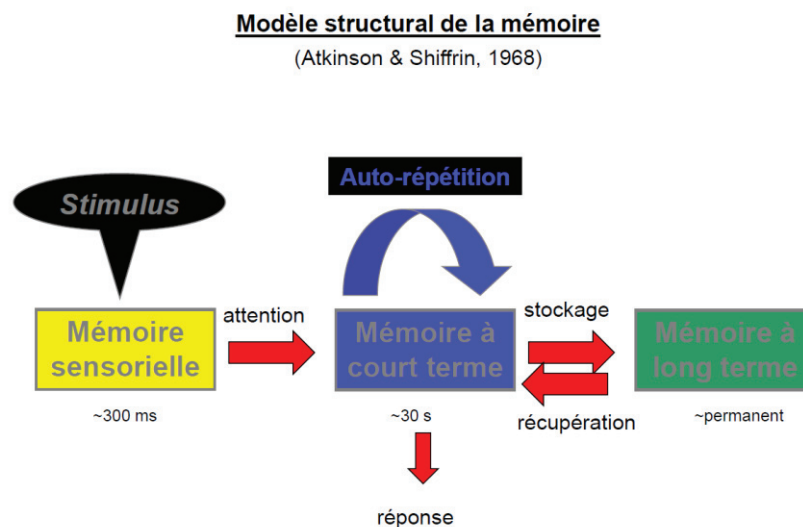 Modèle structural de la mémoire
(Atkinson & Shiffrin, 1968)
Auto-répétition
Stimulus
attention
stockage
Mémoire
sensorielle
Mémoire à
court terme
Mémoire à
long terme
~300 ms
~30 s
récupération
~permanent
réponse